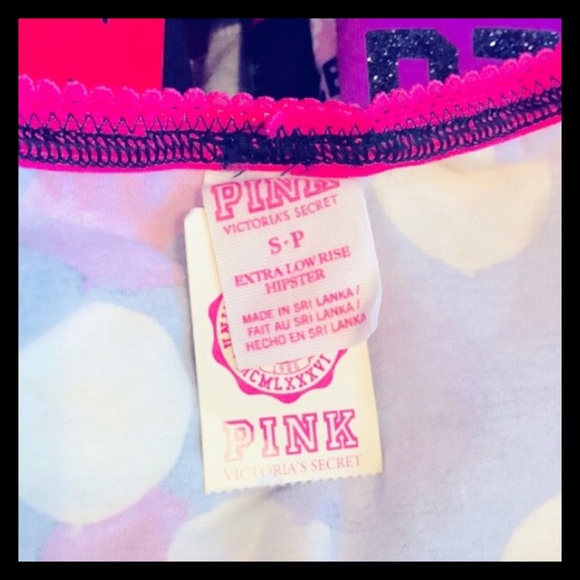 PINK
VICTORIA'S SECRET
S·P
EXTRA LOW RISE
HIPSTER
MADE IN SRI LANKA /
FAIT AU SRI LANKA /
HECHO EN SRI LANKA
MCMLXXXVI
PINK
VICTORIA'S SECRET